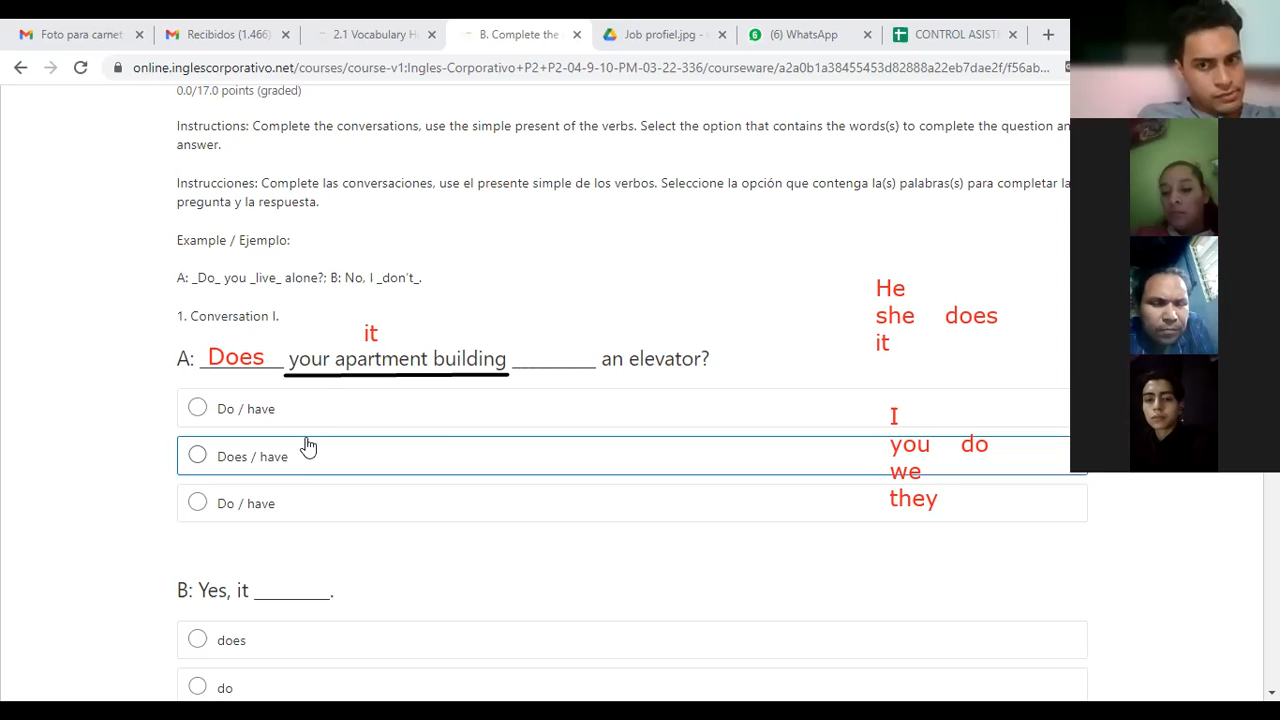 Foto para carnet
Recibidos (1.466)
2.1 Vocabulary H
B. Complete the
Job profiel.jpg -
6 (6) WhatsApp
CONTROL ASIST
online.inglescorporativo.net/courses/course-v1:Ingles-Corporativo+P2+P2-04-9-10-PM-03-22-336/courseware/a2a0b1a38455453d82888a22eb7dae2f/f56ab...
0.0/17.0 points (graded)
Instructions: Complete the conversations, use the simple present of the verbs. Select the option that contains the words(s) to complete the question an
answer.
Instrucciones: Complete las conversaciones, use el presente simple de los verbos. Seleccione la opción que contenga la(s) palabras(s) para completar la
pregunta y la respuesta.
Example / Ejemplo:
A: _Do_ you _live_ alone?; B: No, I _don't_.
1. Conversation I.
it
A: Does your apartment building _________ an elevator?
Do / have
Does / have
Do / have
B: Yes, it ________.
does
do
He
she does
it
I
you do
we
they